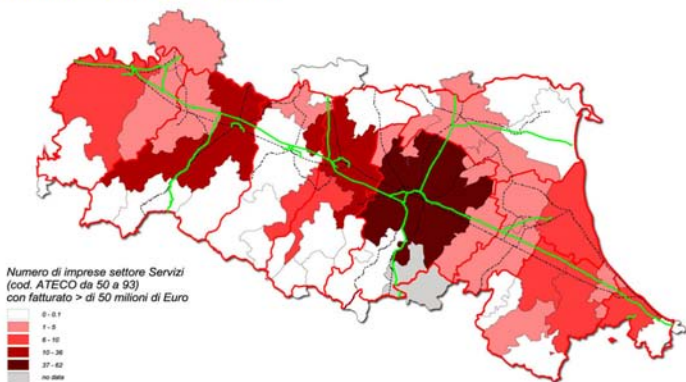 Numero di imprese settore Servizi
(cod. ATECO da 50 a 93)
con fatturato > di 50 milioni di Euro
0 - 0.1
1 - 5
6 - 10
10 - 36
37 - 62
no data